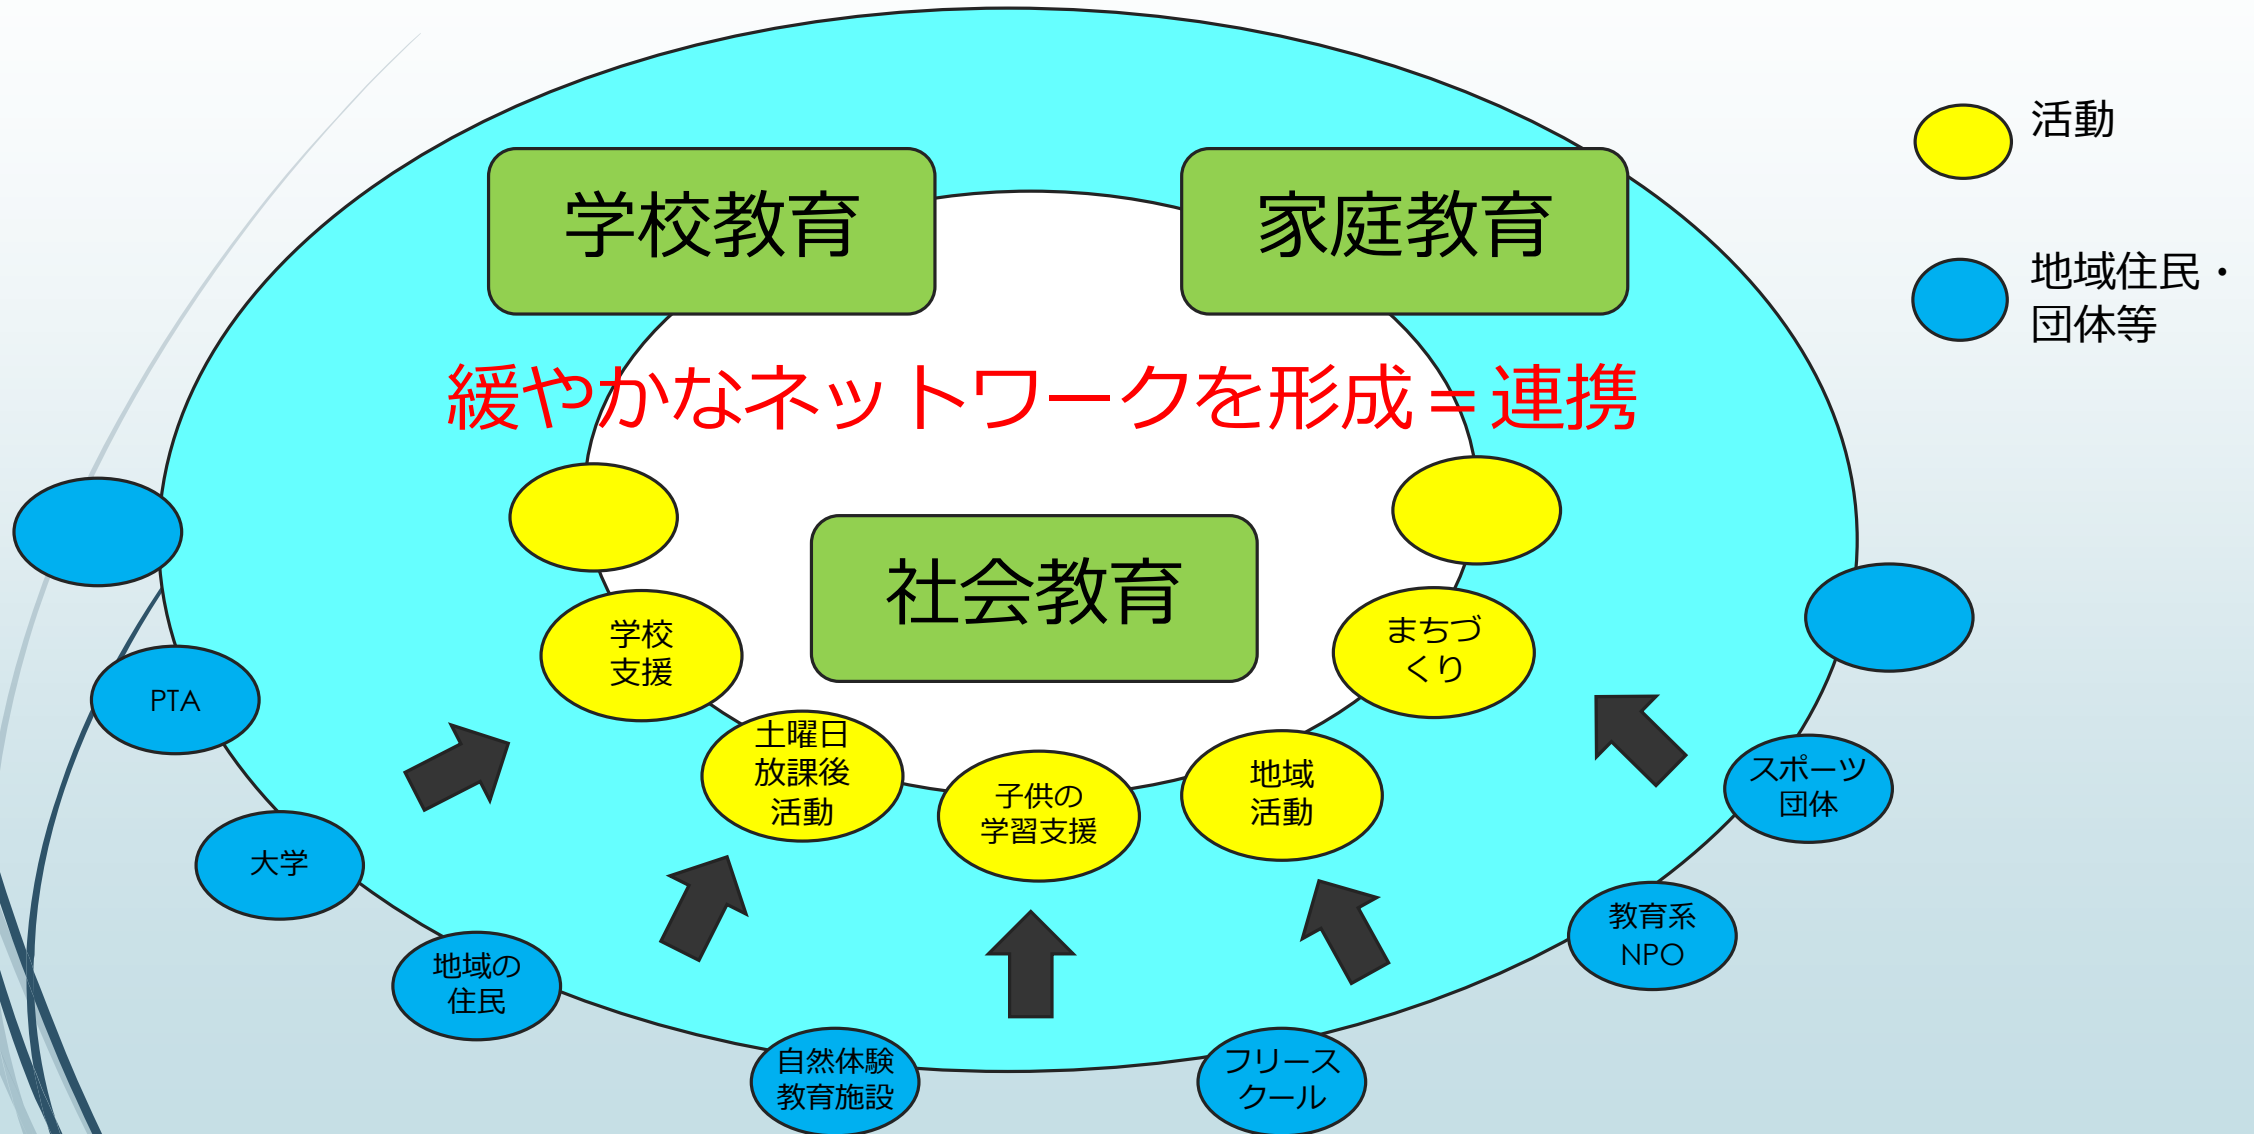 活動
地域住民・
団体等
学校教育
家庭教育
緩やかなネットワークを形成=連携
社会教育
学校
支援
まちづ
くり
土曜日
放課後
活動
子供の
学習支援
地域
活動
PTA
大学
地域の
住民
自然体験
教育施設
フリース
クール
教育系
NPO
スポーツ
団体